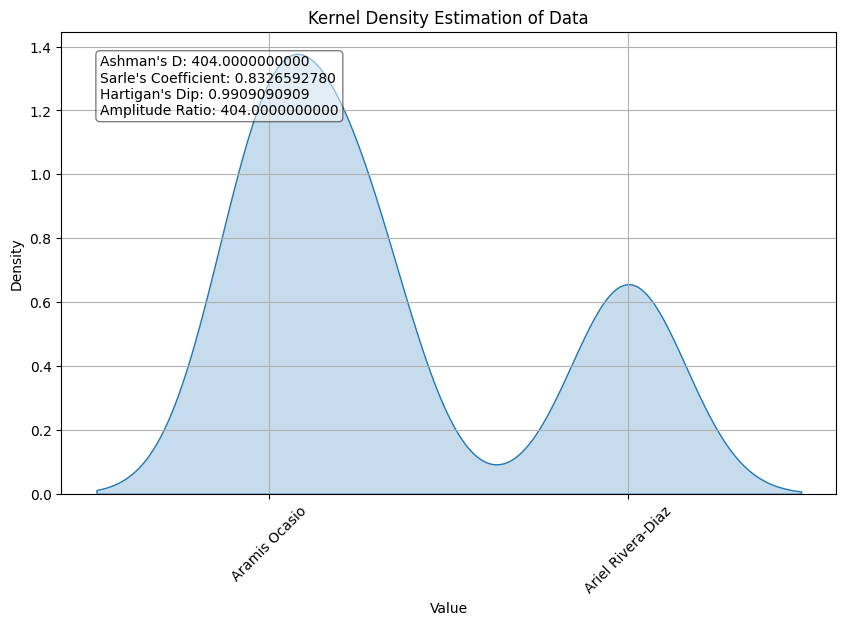 Kernel Density Estimation of Data
Ashman's D: 404.0000000000
Sarle's Coefficient: 0.8326592780
Hartigan's Dip: 0.9909090909
Amplitude Ratio: 404.0000000000
Density
1.4
1.2
1.0
0.8
0.6
0.4
0.2
0.0
Aramis Ocasio
Ariel Rivera-Diaz
Value